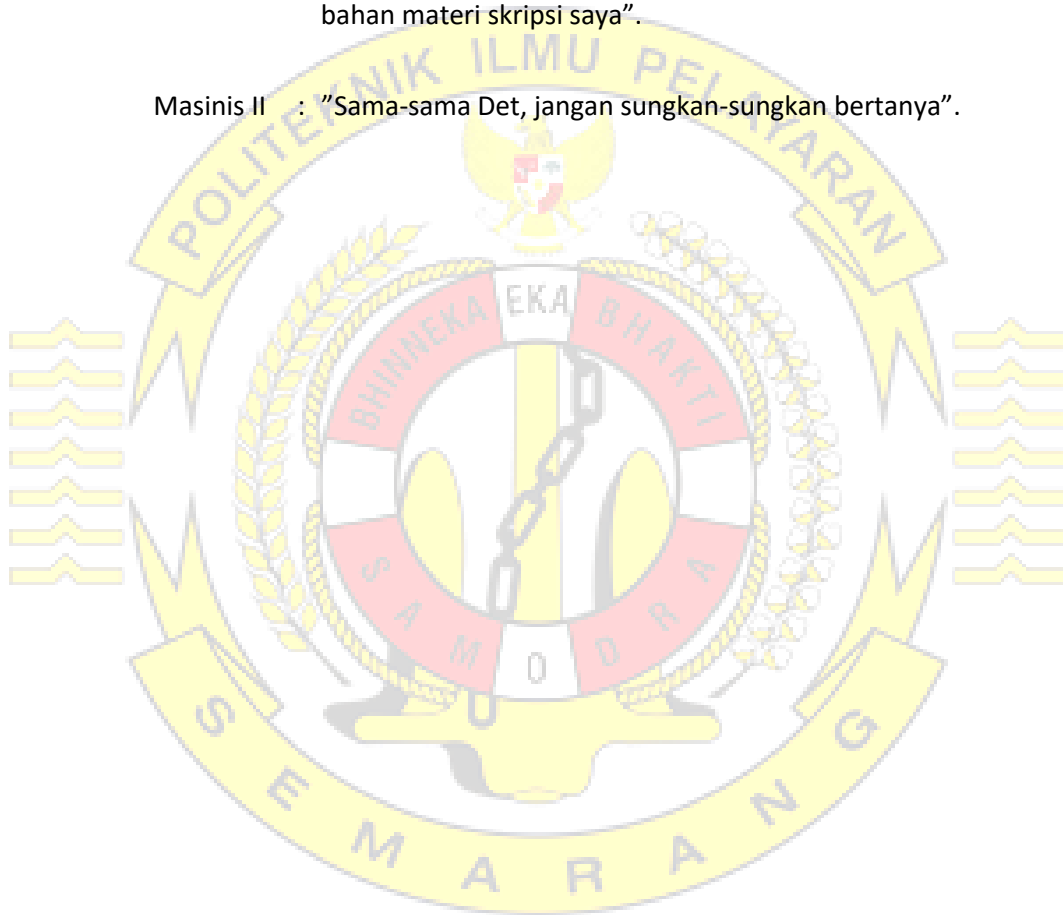 bahan materi skripsi saya”.
Masinis II : ”Sama-sama Det, jangan sungkan-sungkan bertanya”.
POLITEKNIK ILMU PELAYARAN
BHINNEKA EKA BHAKTI
SAMODRA
SEMARANG